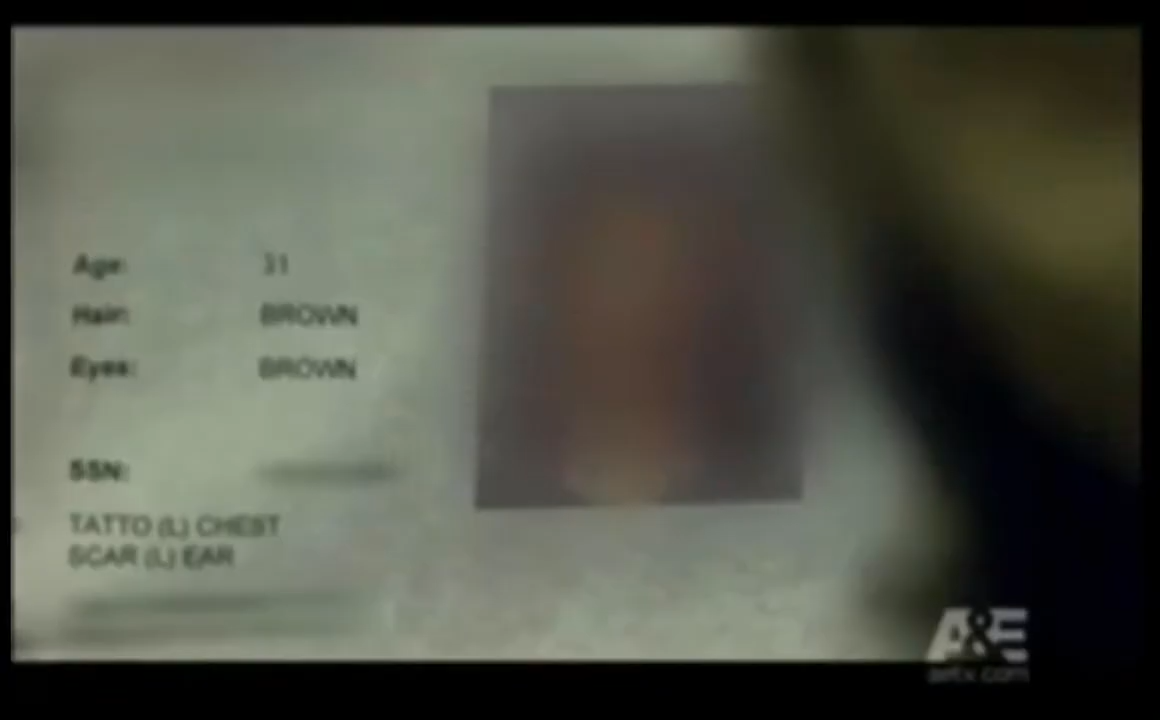 Age: 31
Hair: BROWN
Eyes: BROWN
SSN:
TATTO (L) CHEST
SCAR (L) EAR
A&E
aetv.com